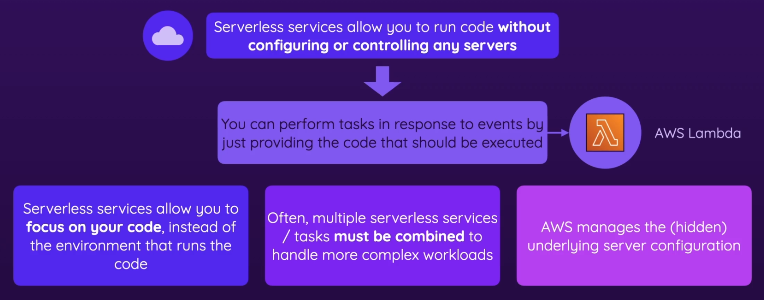 Serverless services allow you to run code without
configuring or controlling any servers
You can perform tasks in response to events by
just providing the code that should be executed
AWS Lambda
Serverless services allow you to
focus on your code, instead of
the environment that runs the
code
Often, multiple serverless services
/ tasks must be combined to
handle more complex workloads
AWS manages the (hidden)
underlying server configuration